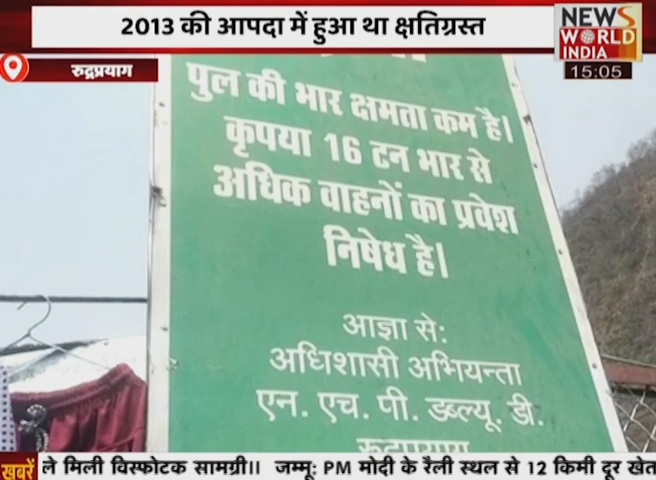 2013 की आपदा में हुआ था क्षतिग्रस्त
NEWS
WORLD
INDIA
15:05
रुद्रप्रयाग
पुल की भार क्षमता कम है।
कृपया 16 टन भार से
अधिक वाहनों का प्रवेश
निषेध है।
आज्ञा से:
अधिशासी अभियन्ता
एन. एच. पी. डब्ल्यू. डी.
खबरें
ले मिली विस्फोटक सामग्री॥ जम्मू: PM मोदी के रैली स्थल से 12 किमी दूर खेत